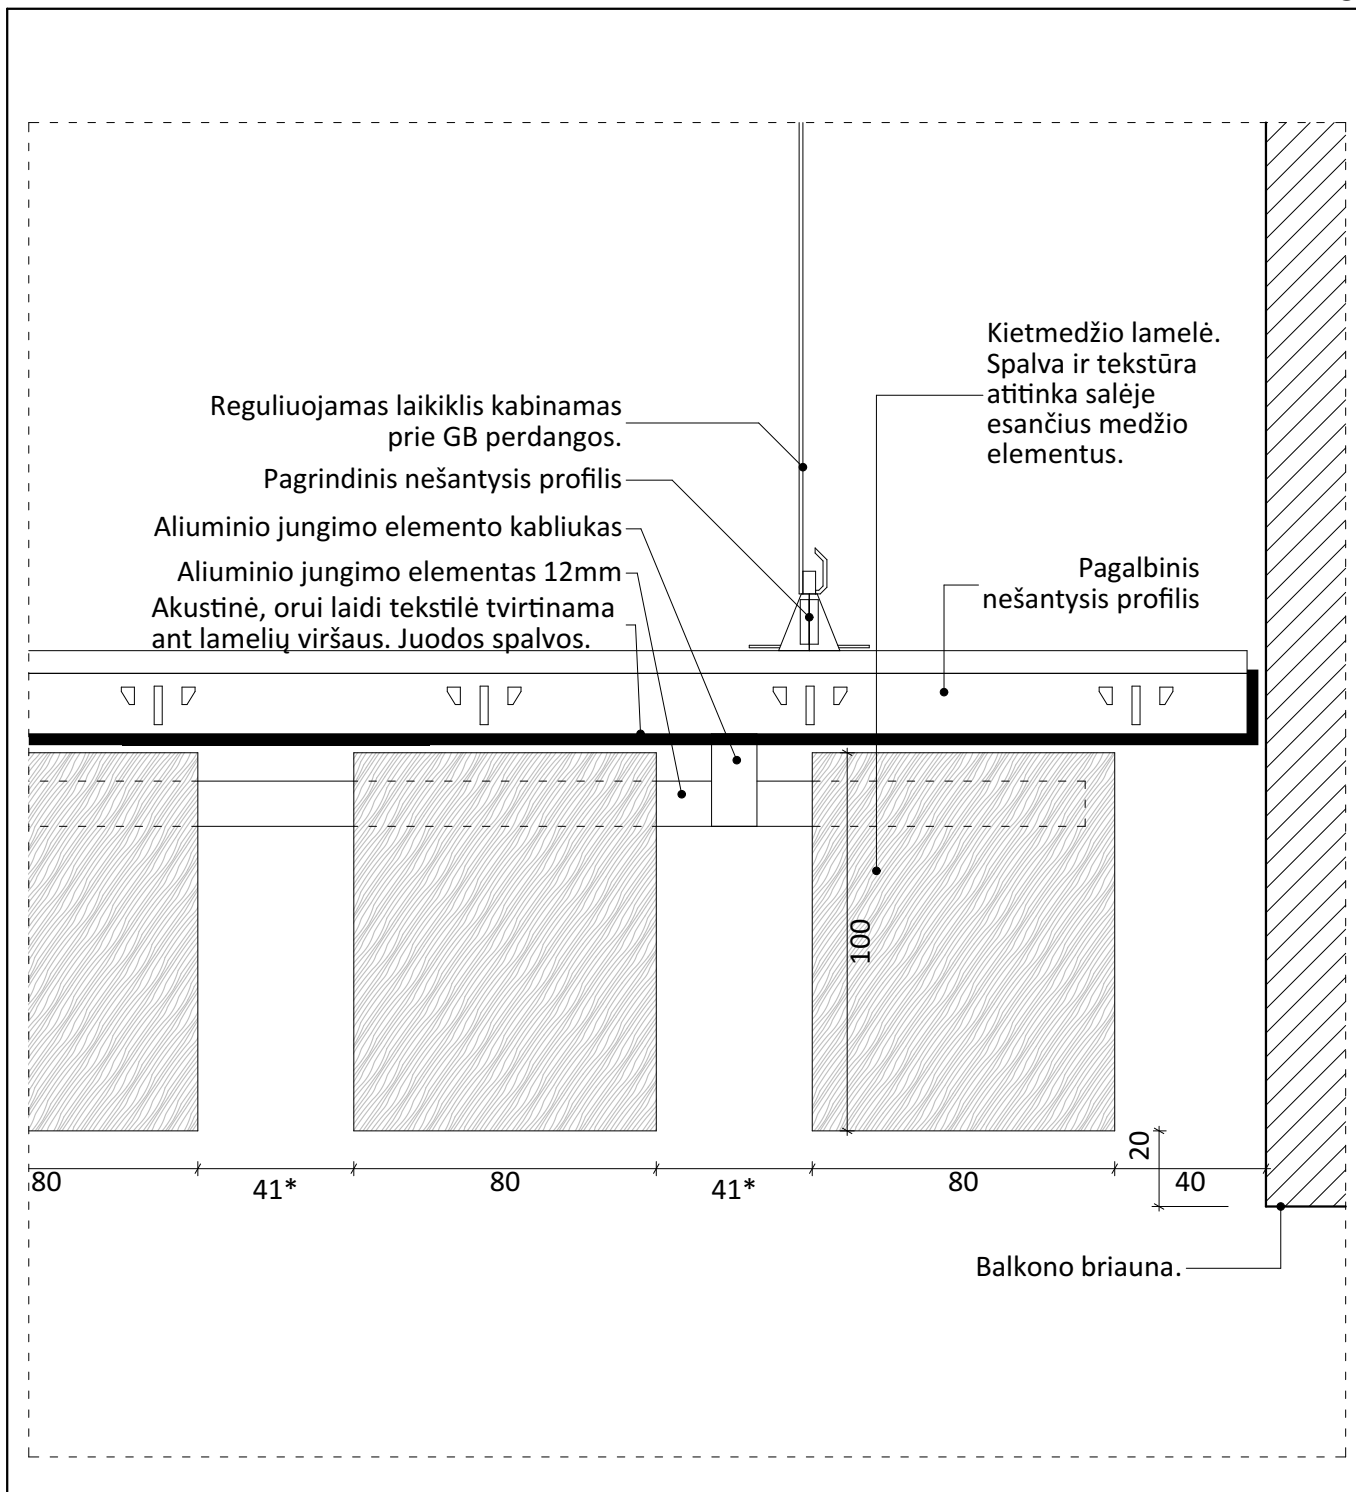 Kietmedžio lamelė.
Spalva ir tekstūra
atitinka salėje
esančius medžio
elementus.
Reguliuojamas laikiklis kabinamas
prie GB perdangos.
Pagrindinis nešantysis profilis
Aliuminio jungimo elemento kabliukas
Aliuminio jungimo elementas 12mm
Akustinė, orui laidi tekstilė tvirtinama
ant lamelių viršaus. Juodos spalvos.
Pagalbinis
nešantysis profilis
100
20
80
41*
80
41*
80
40
Balkono briauna.